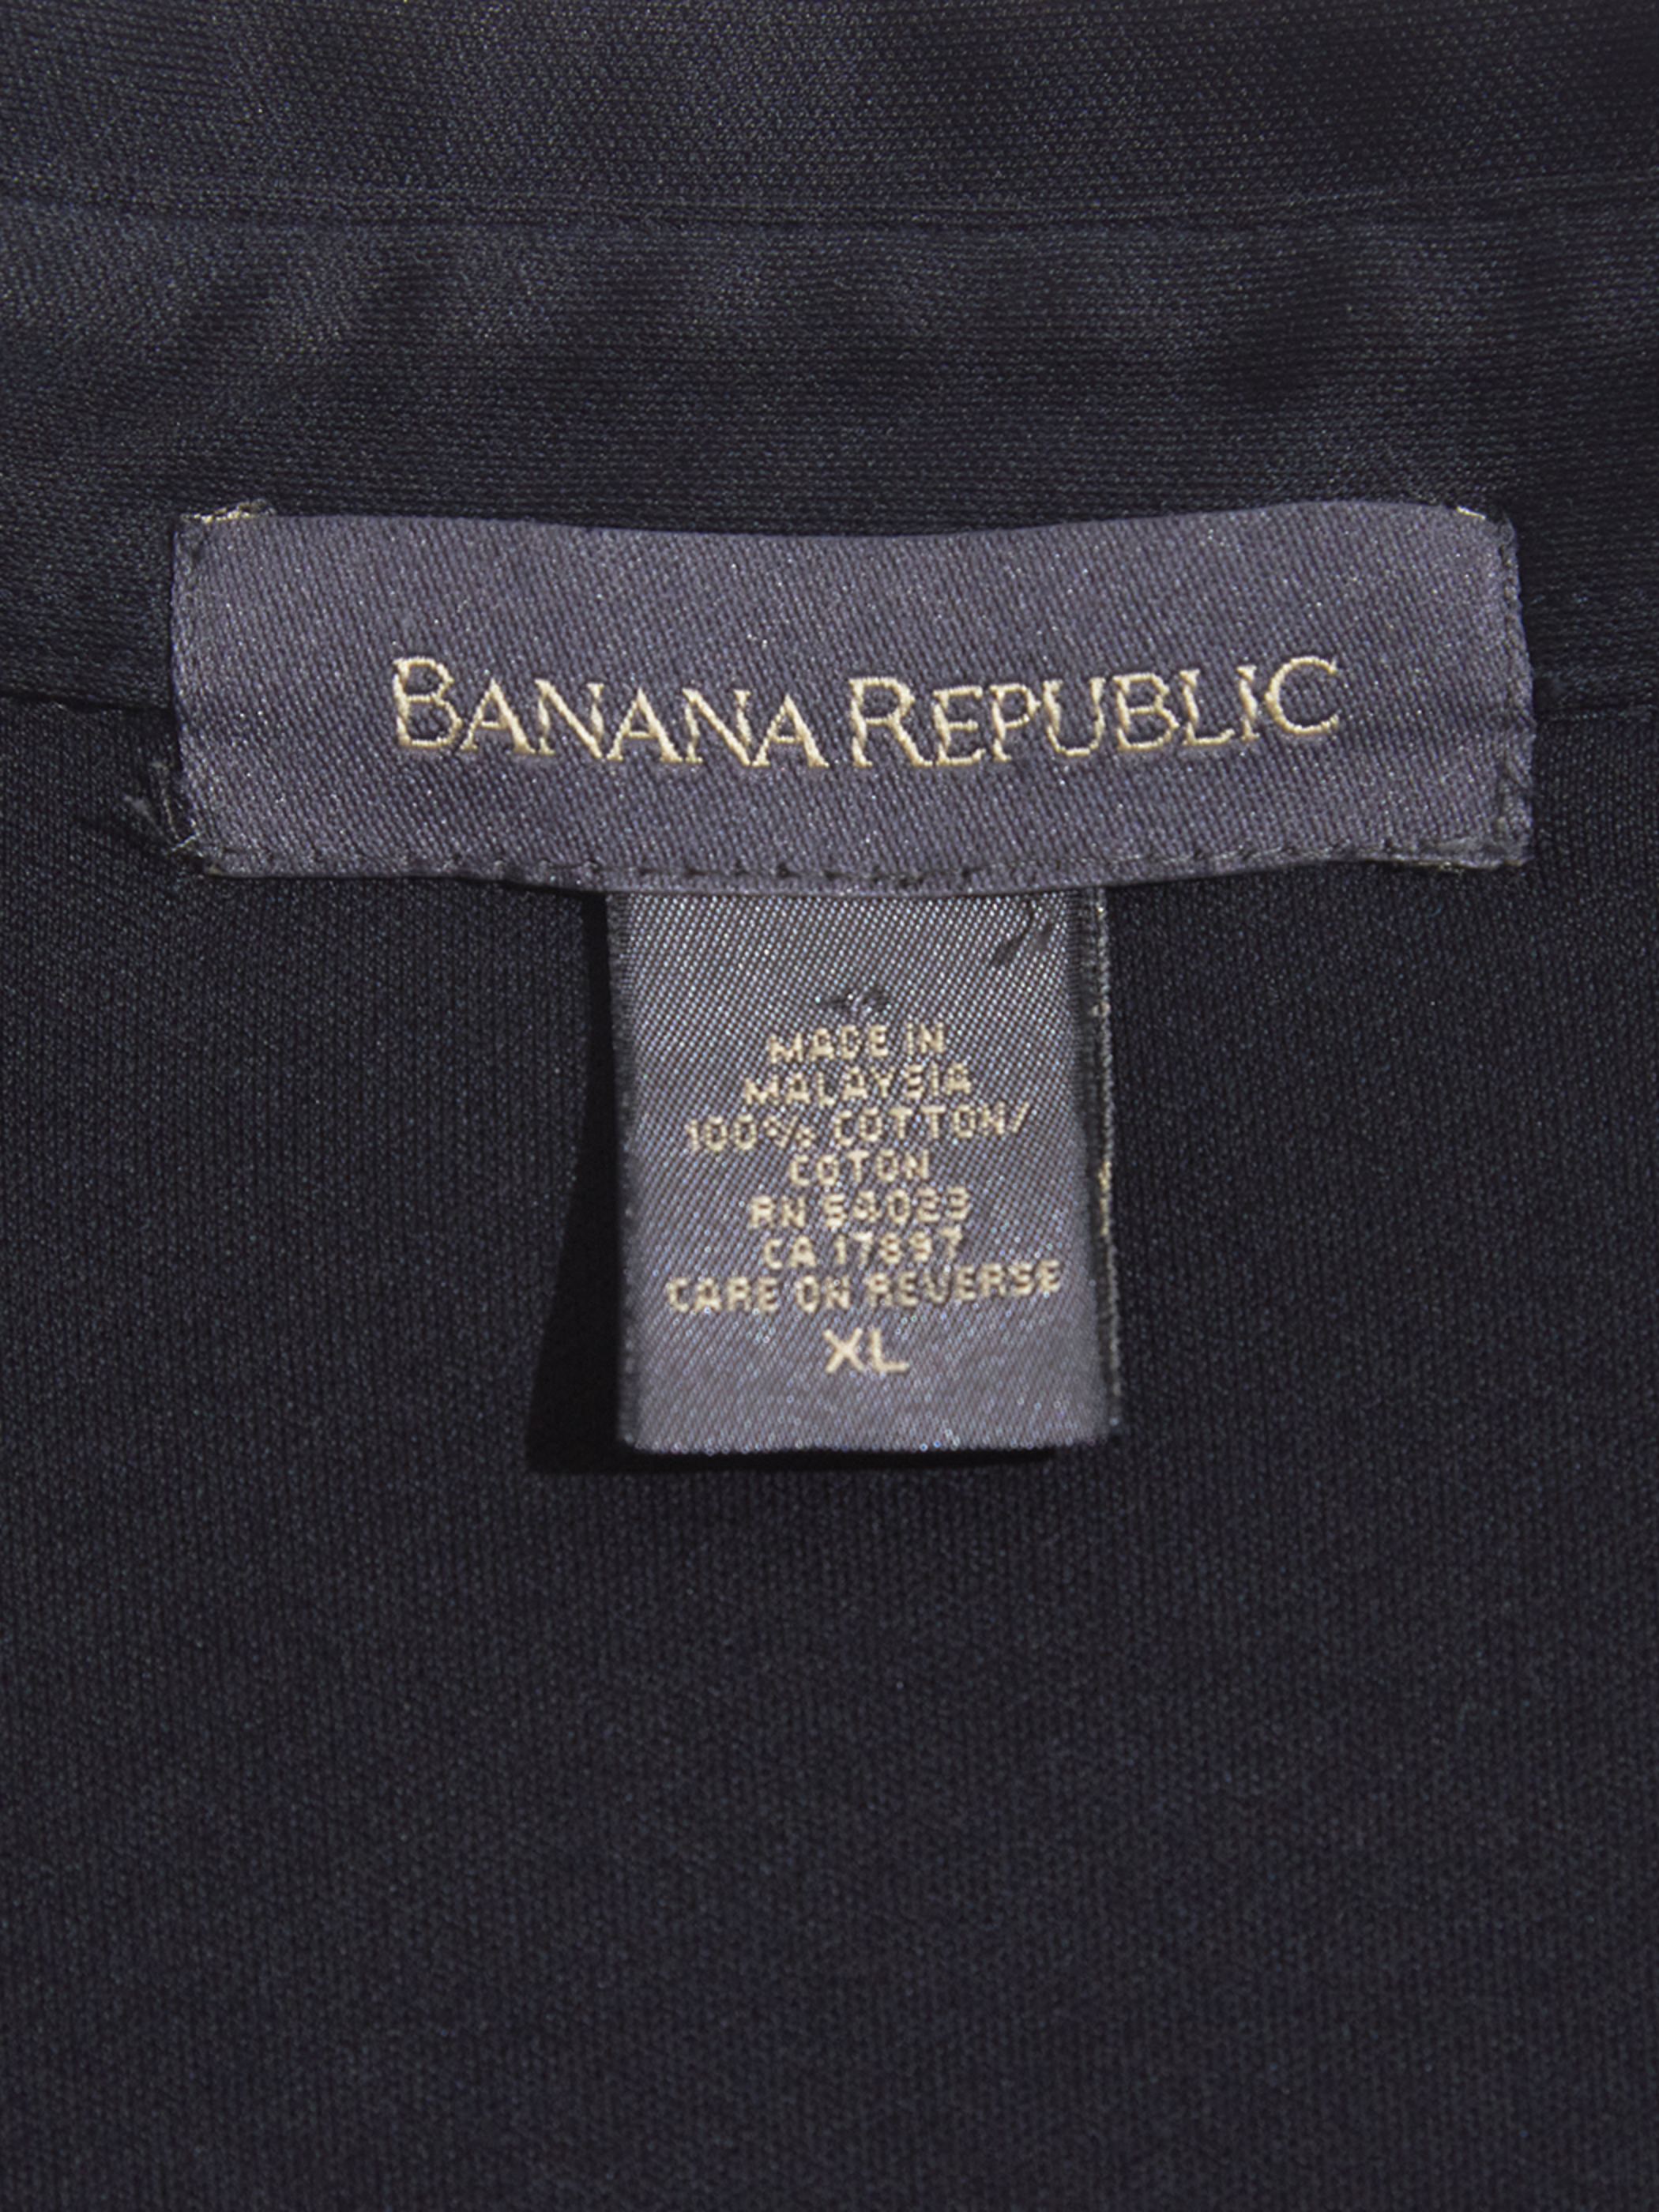 BANANA REPUBLIC
MADE IN
MALAYSIA
100% COTTON/
COTON
RN 54023
CA 17897
CARE ON REVERSE
XL